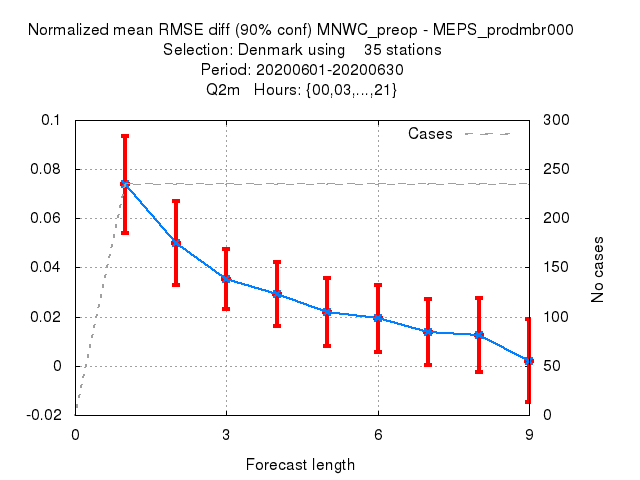 Normalized mean RMSE diff (90% conf) MNWC_preop - MEPS_prodmbr000
Selection: Denmark using    35 stations
Period: 20200601-20200630
Q2m   Hours: {00,03,...,21}
0.1
0.08
0.06
0.04
0.02
0
-0.02
Cases
300
250
200
150
100
50
0
No cases
0
3
6
9
Forecast length